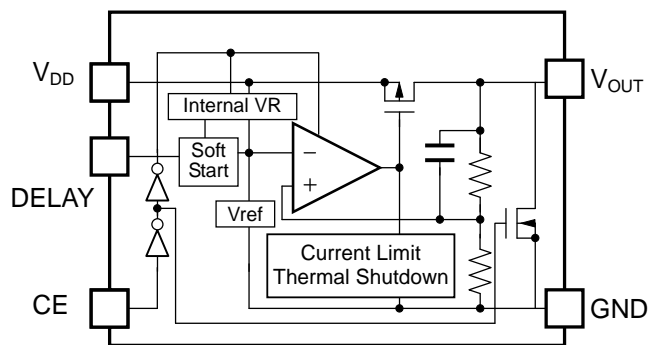 VDD
VOUT
Internal VR
Soft
Start
−
+
DELAY
Vref
Current Limit
Thermal Shutdown
CE
GND